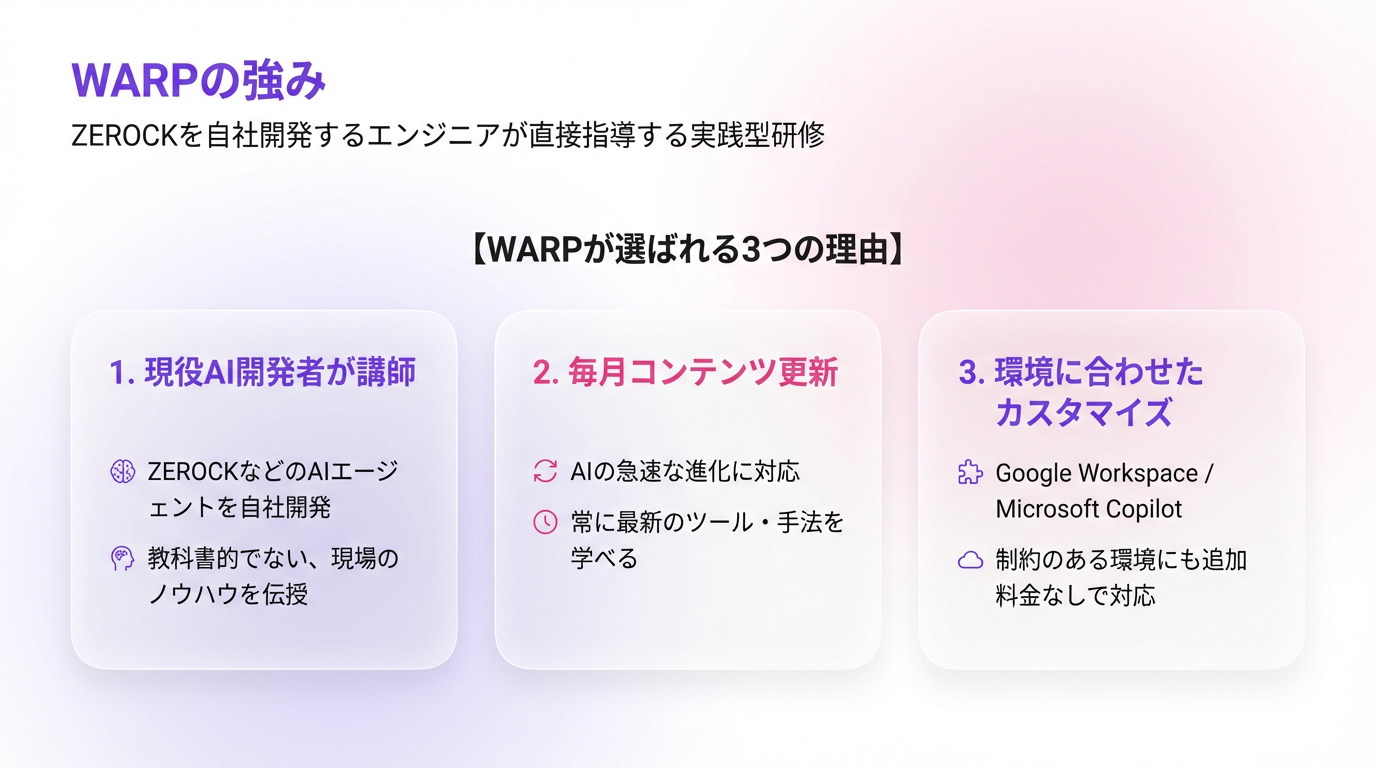 WARPの強み
ZEROCKを自社開発するエンジニアが直接指導する実践型研修
【WARPが選ばれる3つの理由】
1. 現役AI開発者が講師
ZEROCKなどのAIエージ
ェントを自社開発
教科書的でない、現場の
ノウハウを伝授
2. 毎月コンテンツ更新
AIの急速な進化に対応
常に最新のツール・手法を
学べる
3. 環境に合わせた
カスタマイズ
Google Workspace /
Microsoft Copilot
制約のある環境にも追加
料金なしで対応